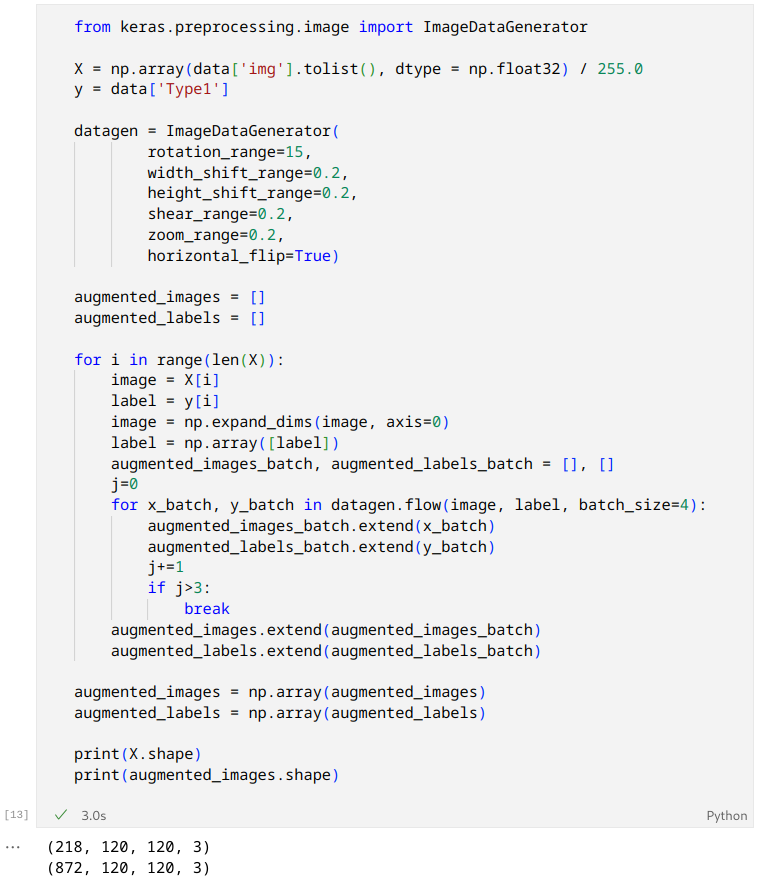 from keras.preprocessing.image import ImageDataGenerator
X = np.array(data['img'].tolist(), dtype = np.float32) / 255.0
y = data['Type1']
datagen = ImageDataGenerator(
        rotation_range=15,
        width_shift_range=0.2,
        height_shift_range=0.2,
        shear_range=0.2,
        zoom_range=0.2,
        horizontal_flip=True)
augmented_images = []
augmented_labels = []
for i in range(len(X)):
    image = X[i]
    label = y[i]
    image = np.expand_dims(image, axis=0)
    label = np.array([label])
    augmented_images_batch, augmented_labels_batch = [], []
    j=0
    for x_batch, y_batch in datagen.flow(image, label, batch_size=4):
        augmented_images_batch.extend(x_batch)
        augmented_labels_batch.extend(y_batch)
        j+=1
        if j>3:
            break
    augmented_images.extend(augmented_images_batch)
    augmented_labels.extend(augmented_labels_batch)
augmented_images = np.array(augmented_images)
augmented_labels = np.array(augmented_labels)
print(X.shape)
print(augmented_images.shape)
[13] ✓ 3.0s Python
... (218, 120, 120, 3)
(872, 120, 120, 3)